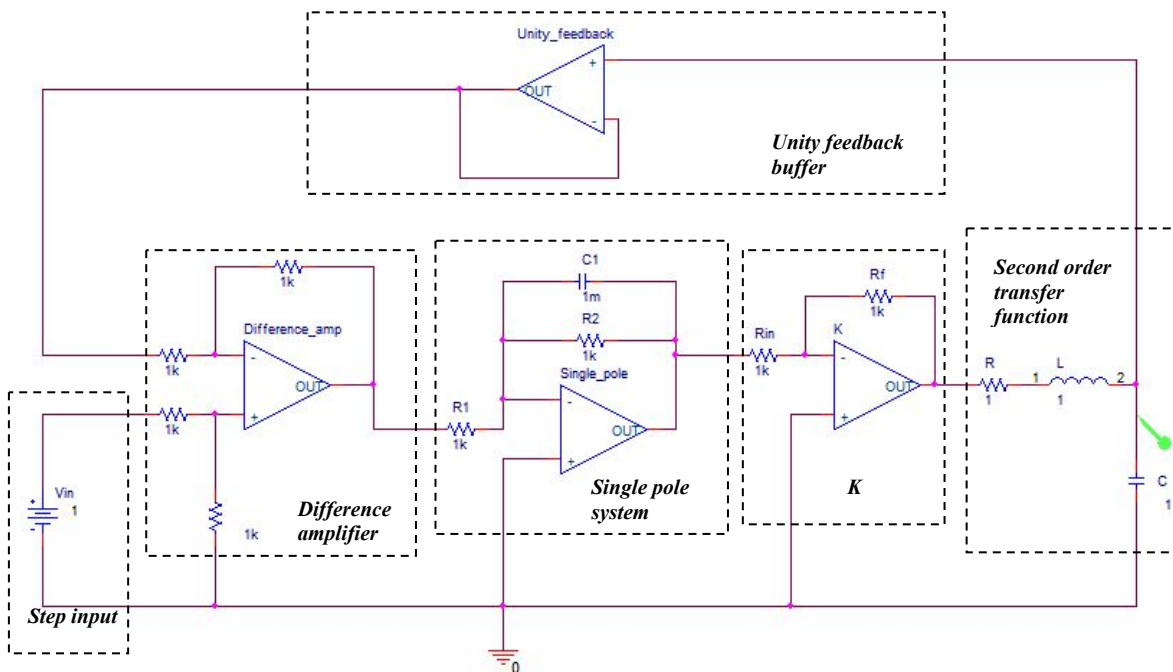 Unity_feedback
+
OUT
-
Unity feedback
buffer
C1
1m
R2
1k
Single_pole
-
OUT
+
R1
1k
Single pole
system
1k
Difference_amp
1k
-
OUT
1k
+
1k
Difference
amplifier
Rf
1k
K
Rin
1k
-
OUT
+
K
Second order
transfer
function
R
1
1
L
2
1
C
1
Vin
+
1
-
Step input
0